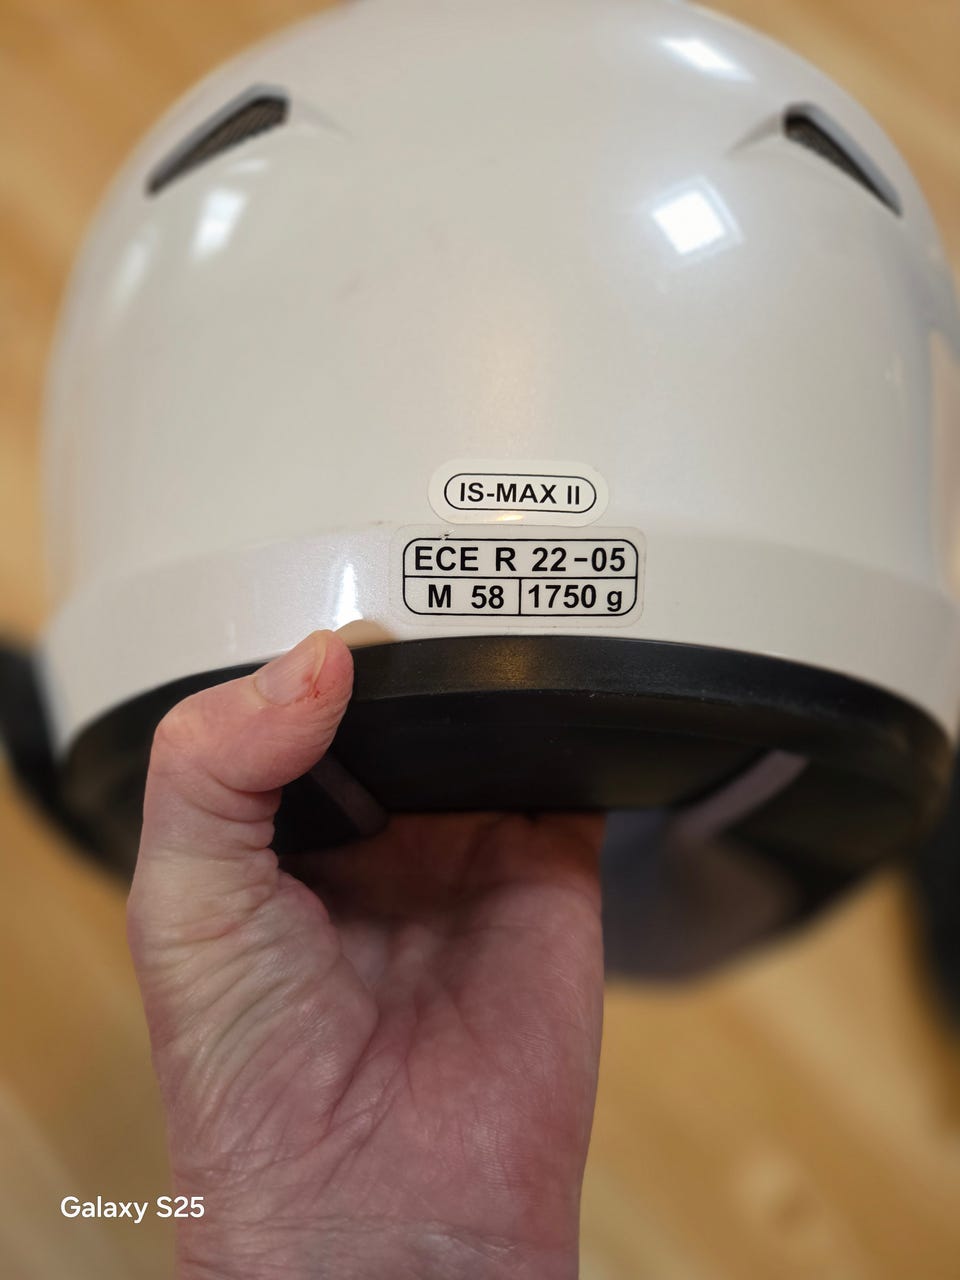 IS-MAX II
ECE R 22-05
M 58 1750 g
Galaxy S25